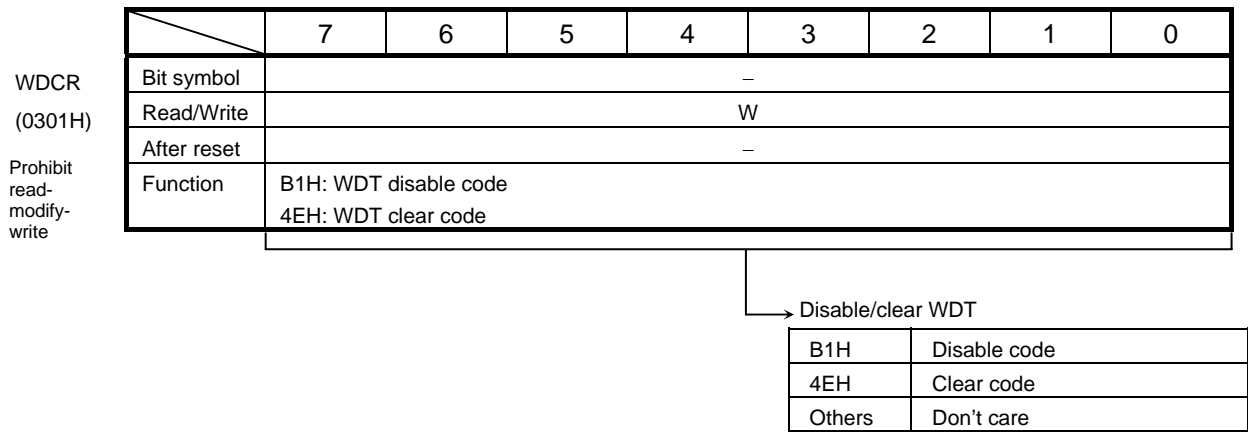 7 6 5 4 3 2 1 0
WDCR
(0301H)
Prohibit
read-
modify-
write
Bit symbol –
Read/Write W
After reset –
Function B1H: WDT disable code
4EH: WDT clear code
Disable/clear WDT
B1H Disable code
4EH Clear code
Others Don't care